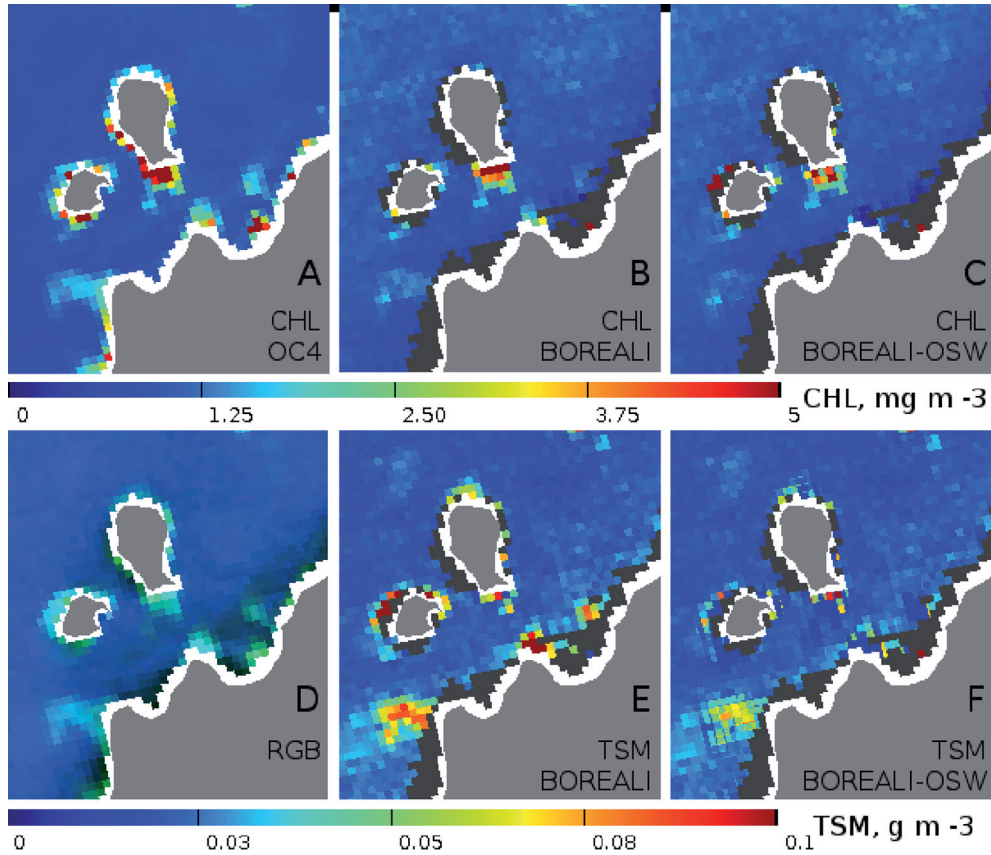 A
CHL
OC4
B
CHL
BOREALI
C
CHL
BOREALI-OSW
0 1.25 2.50 3.75 5 CHL, mg m -3
D
RGB
E
TSM
BOREALI
F
TSM
BOREALI-OSW
0 0.03 0.05 0.08 0.1 TSM, g m -3